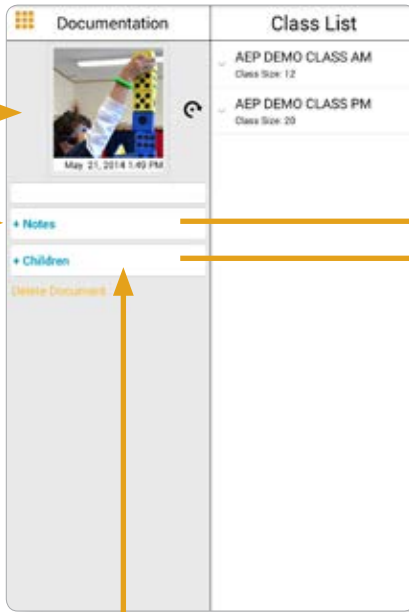 Documentation
May 21, 2014 1:49 PM
+ Notes
+ Children
Delete Document
Class List
AEP DEMO CLASS AM
Class Size: 12
AEP DEMO CLASS PM
Class Size: 20